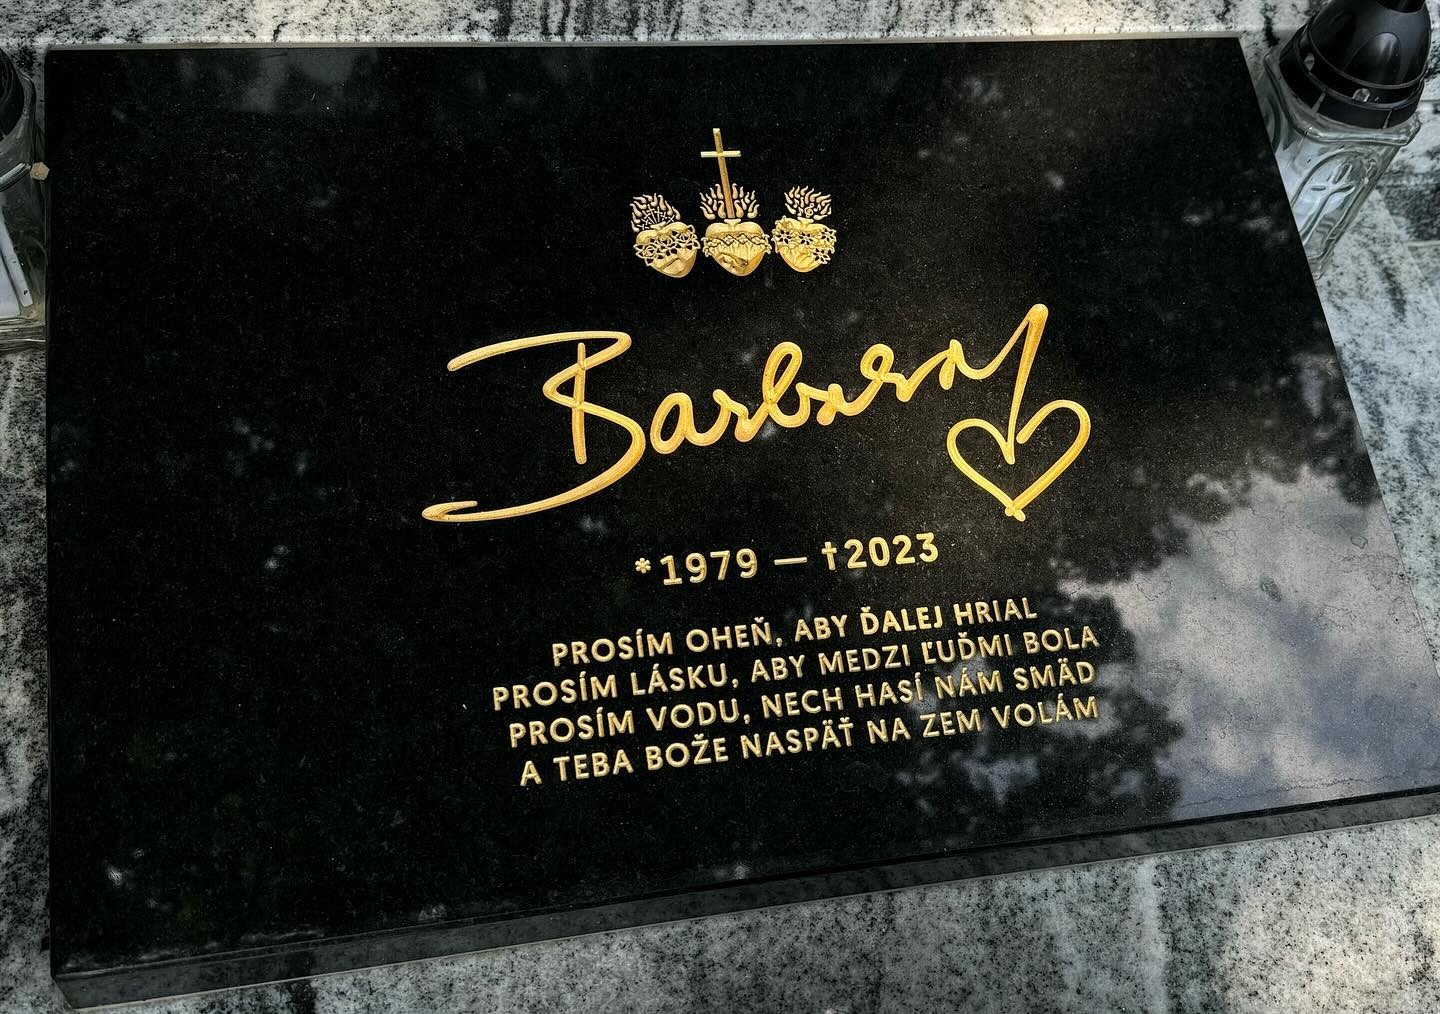 Barbara
*1979 — †2023
PROSÍM OHEŇ, ABY ĎALEJ HRIAL
PROSÍM LÁSKU, ABY MEDZI ĽUĎMI BOLA
PROSÍM VODU, NECH HASÍ NÁM SMÄD
A TEBA BOŽE NASPÄŤ NA ZEM VOLÁM